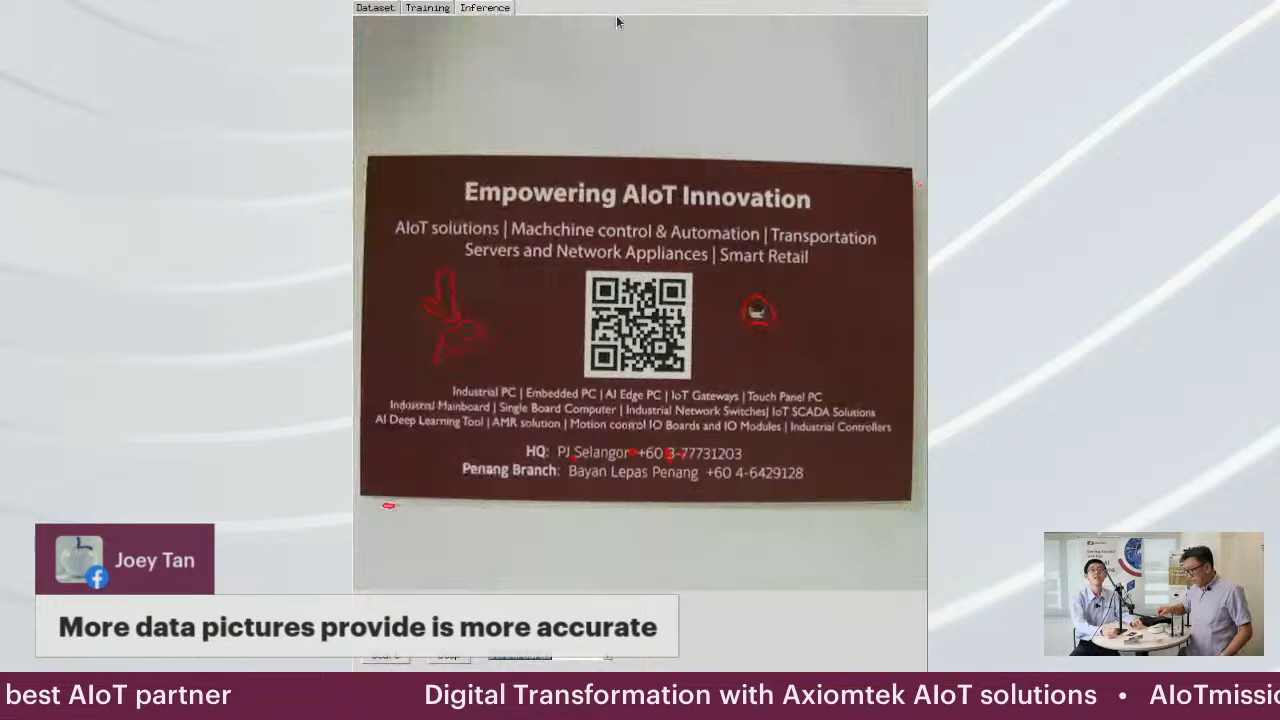 Dataset Training Inference
Empowering AIoT Innovation
AIoT solutions | Machchine control & Automation | Transportation
Servers and Network Appliances | Smart Retail
Industrial PC | Embedded PC | AI Edge PC | IoT Gateways | Touch Panel PC
Industrial Mainboard | Single Board Computer | Industrial Network Switches| IoT SCADA Solutions
AI Deep Learning Tool | AMR solution | Motion control IO Boards and IO Modules | Industrial Controllers
HQ: PJ Selangor +60 3-77731203
Penang Branch: Bayan Lepas Penang +60 4-6429128
Joey Tan
More data pictures provide is more accurate
best AIoT partner Digital Transformation with Axiomtek AIoT solutions • AIoTmissio